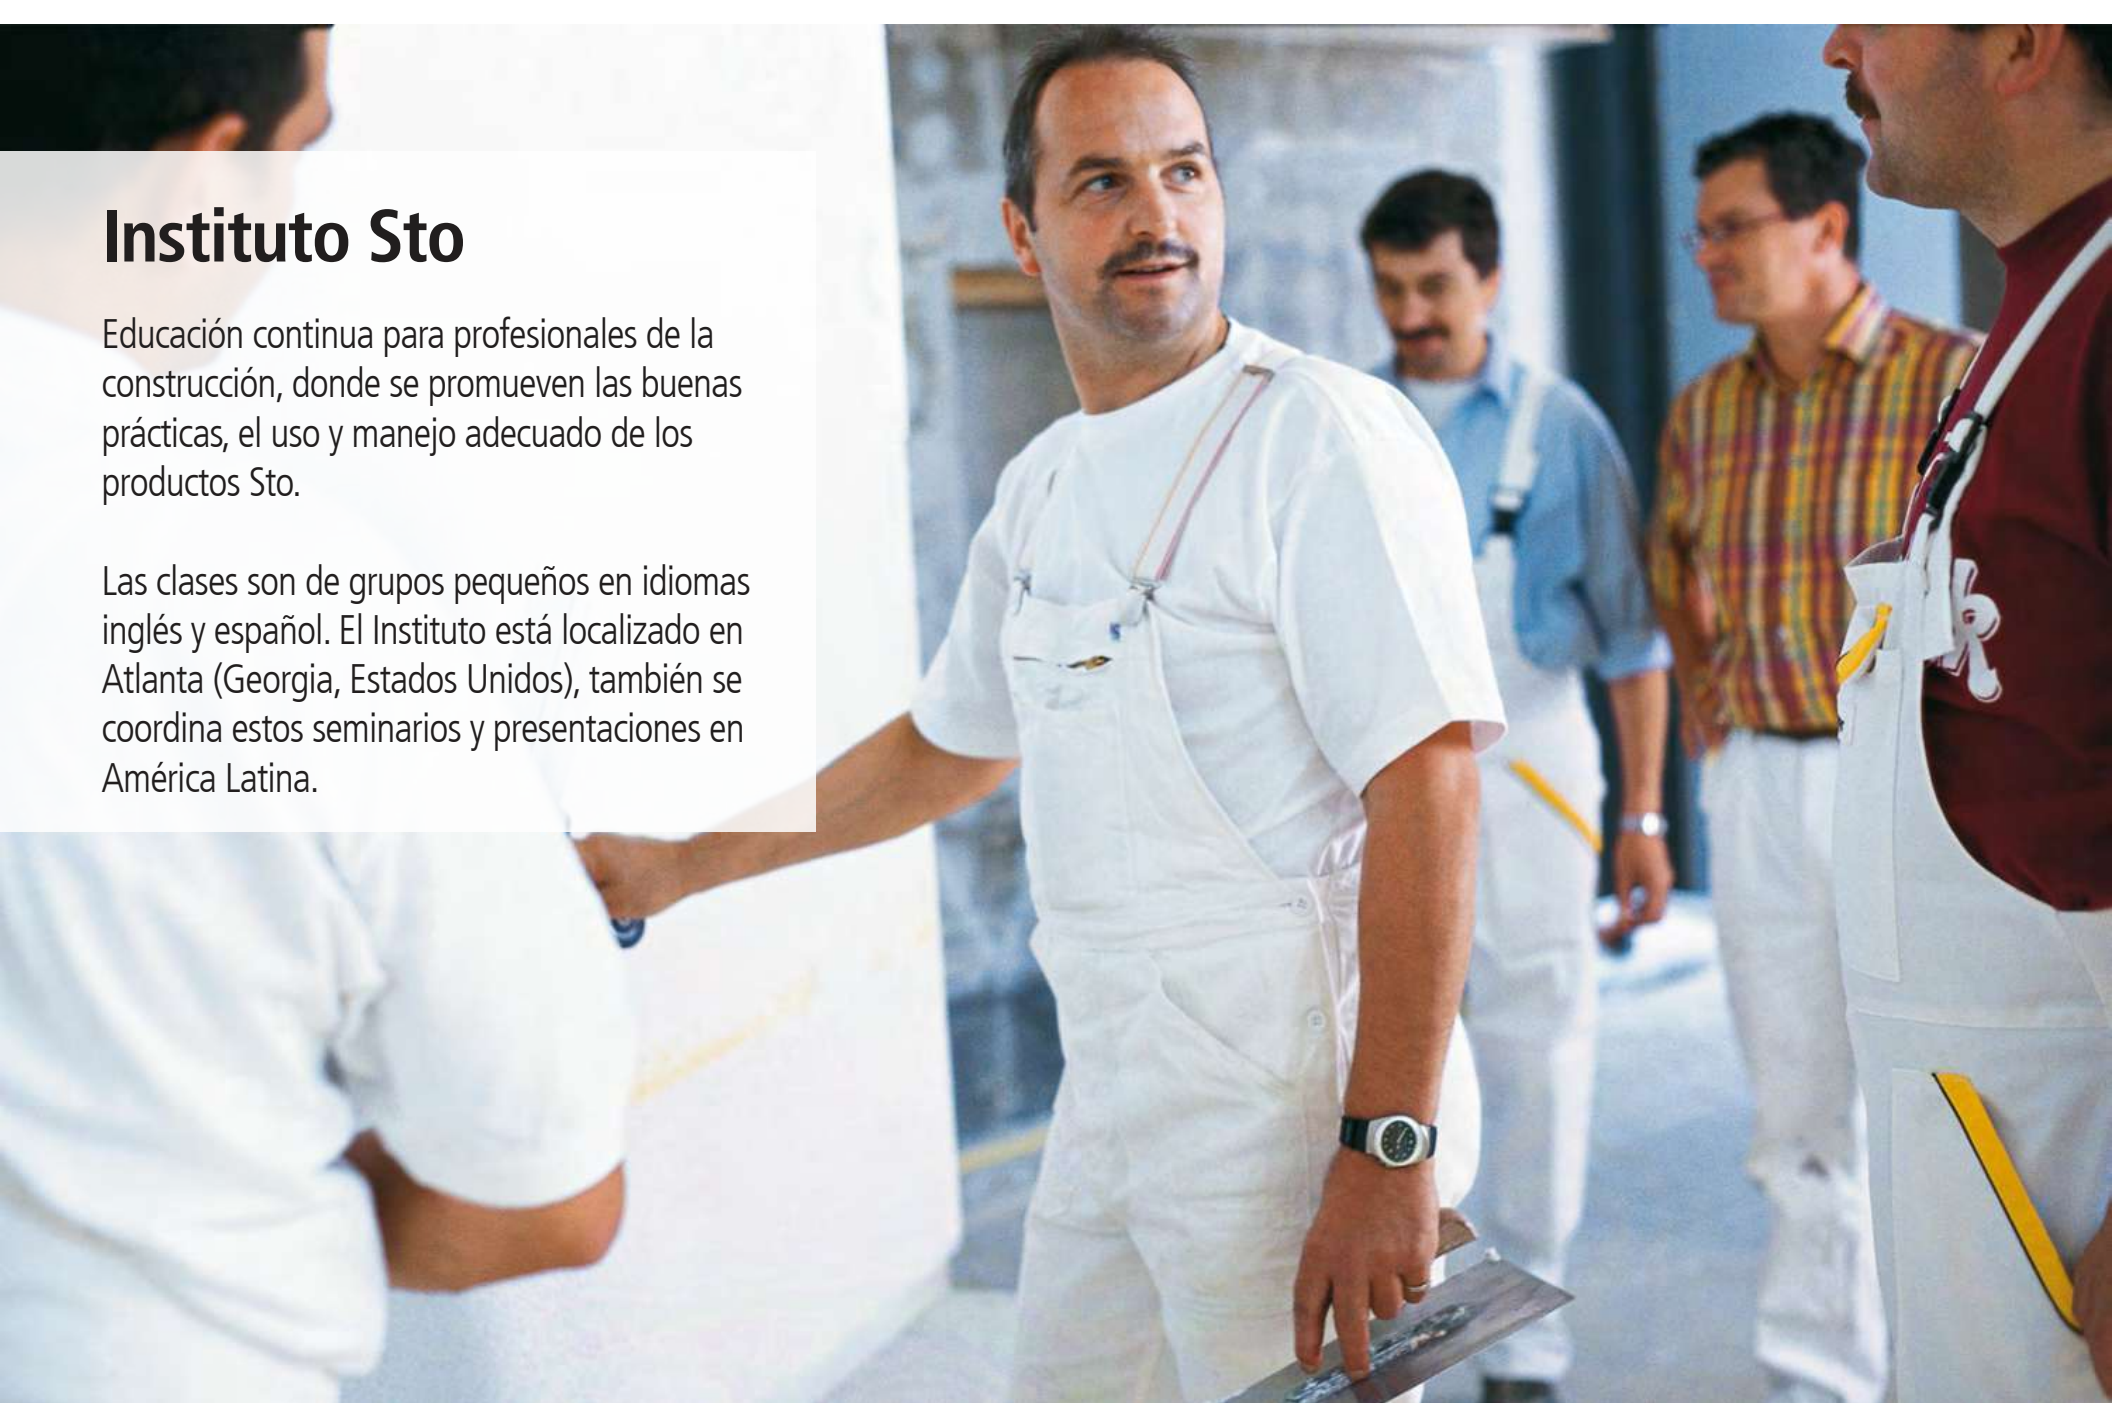 Instituto Sto
Educación continua para profesionales de la
construcción, donde se promueven las buenas
prácticas, el uso y manejo adecuado de los
productos Sto.
Las clases son de grupos pequeños en idiomas
inglés y español. El Instituto está localizado en
Atlanta (Georgia, Estados Unidos), también se
coordina estos seminarios y presentaciones en
América Latina.